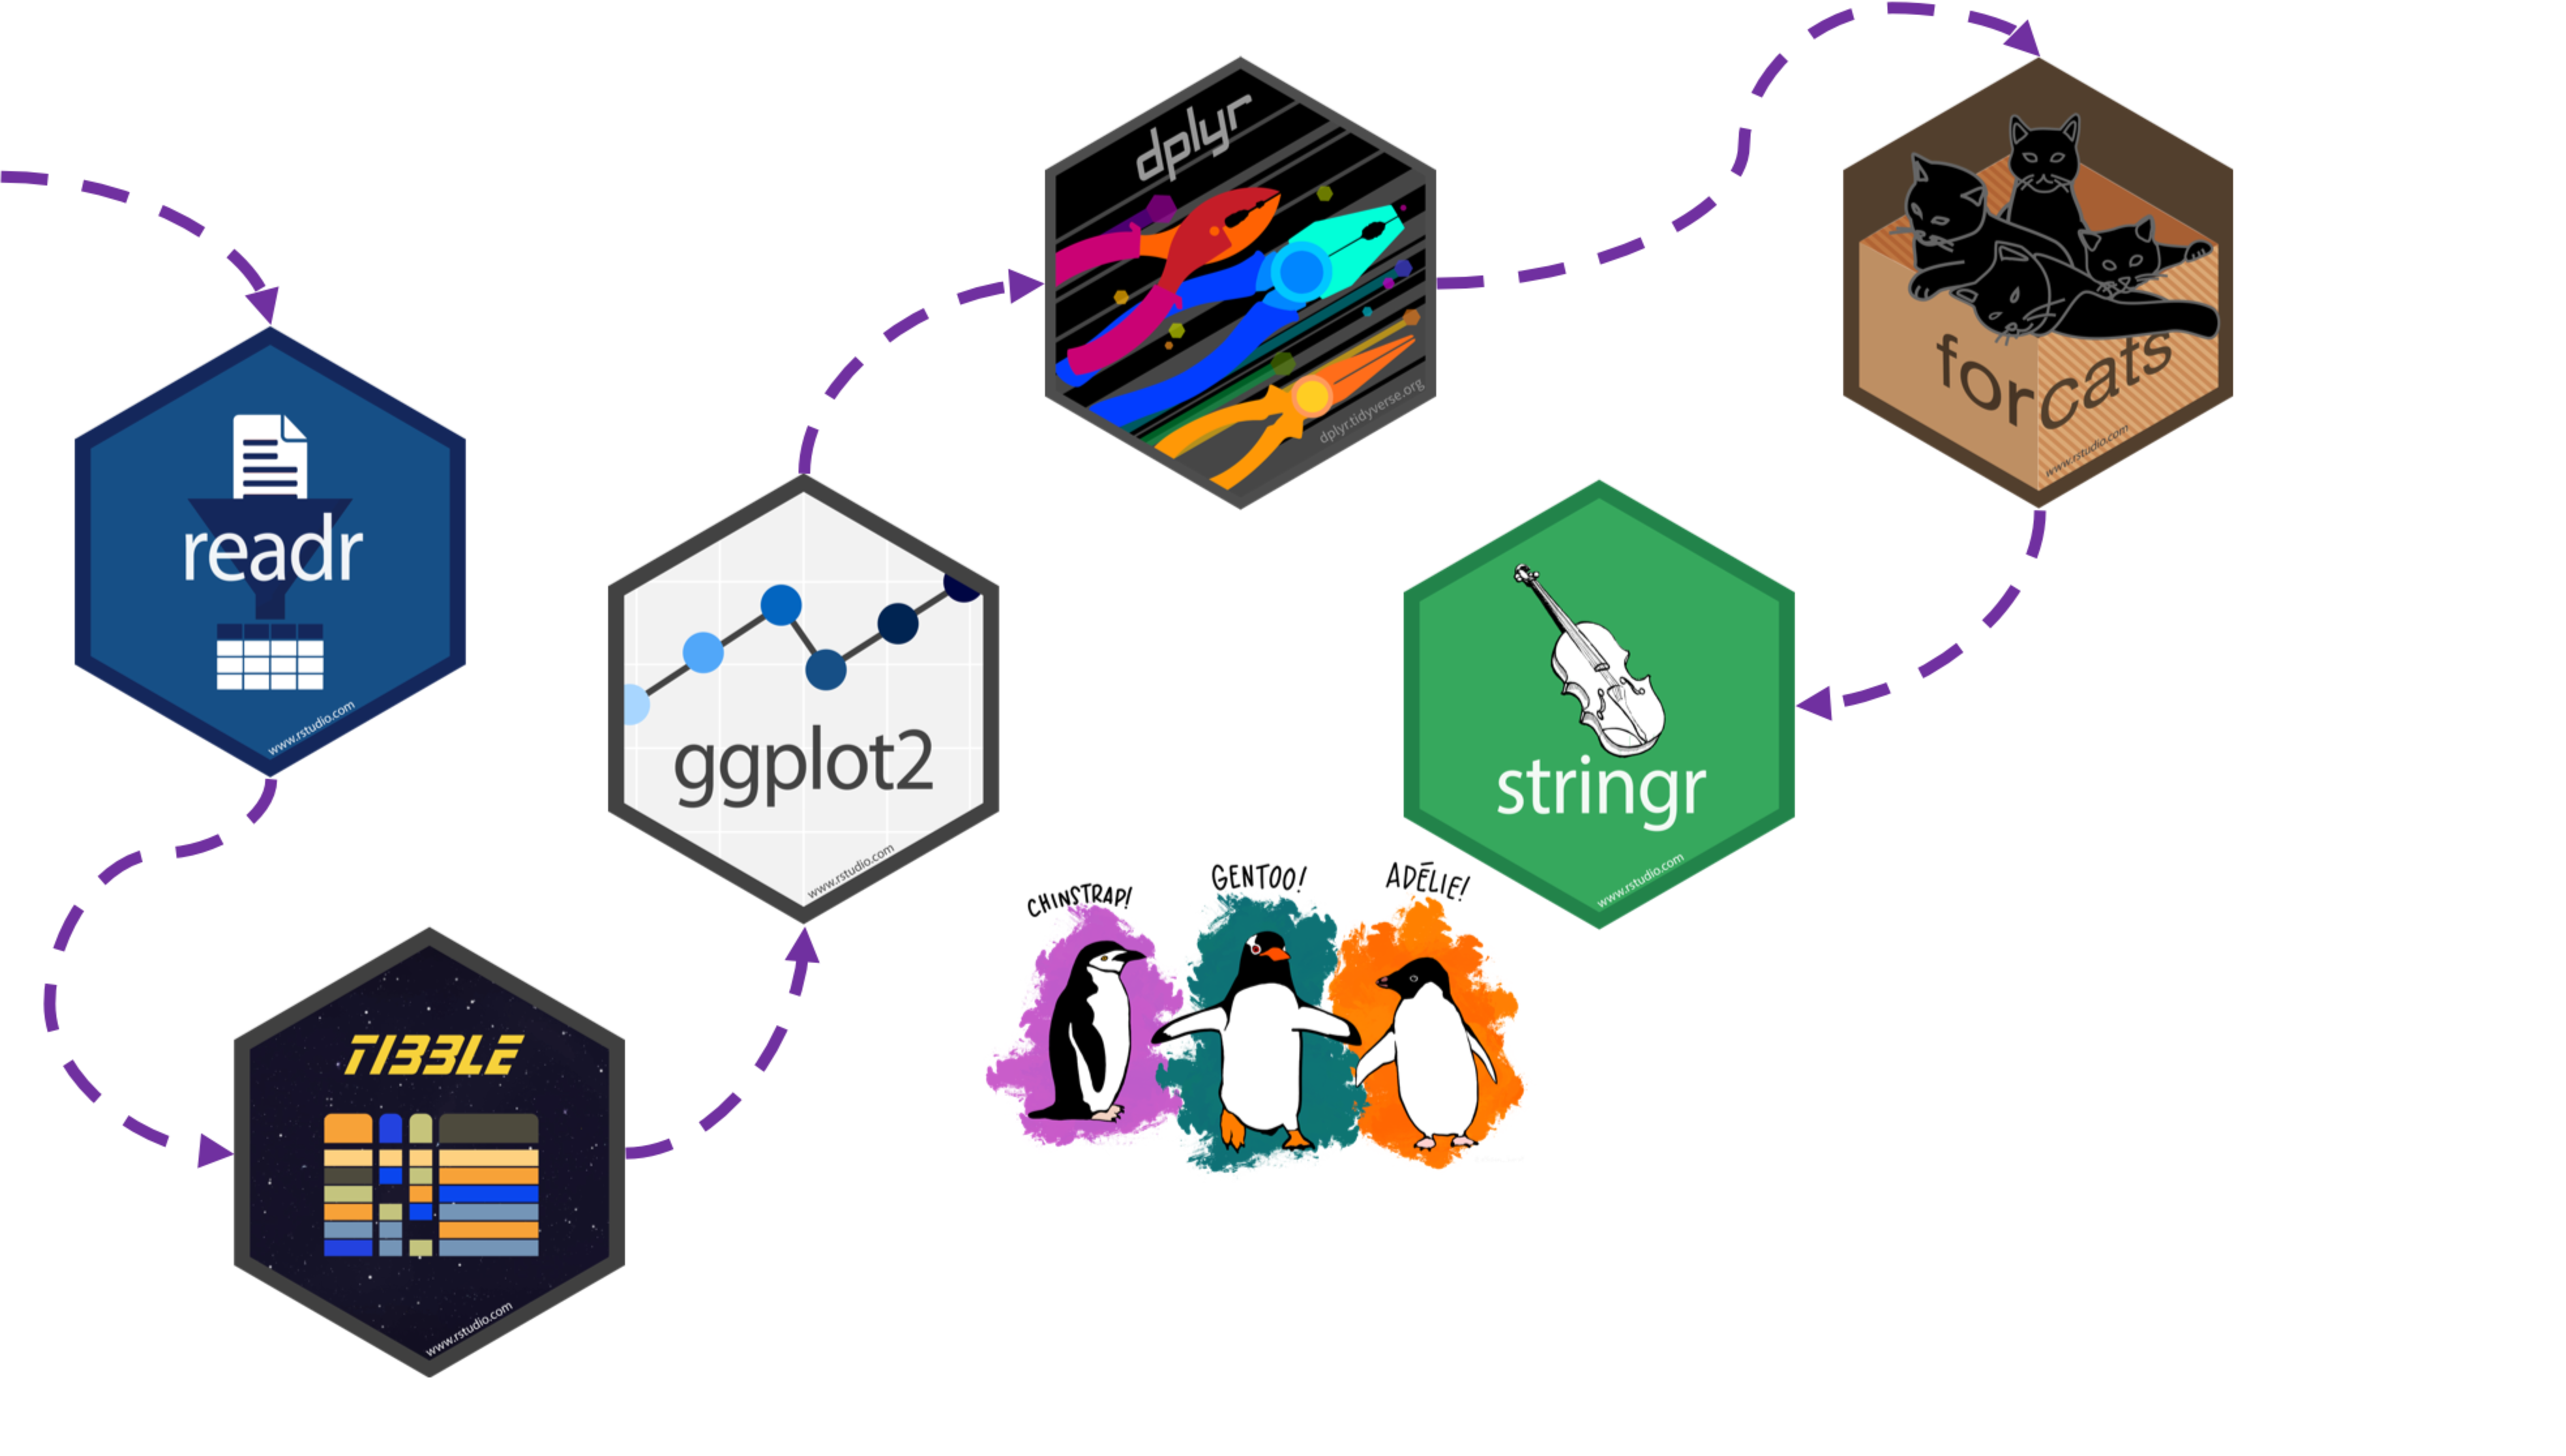 readr
www.rstudio.com
TIBBLE
www.rstudio.com
ggplot2
www.rstudio.com
dplyr
dplyr.tidyverse.org
forcats
www.rstudio.com
stringr
www.rstudio.com
CHINSTRAP!
GENTOO!
ADĒLIE!